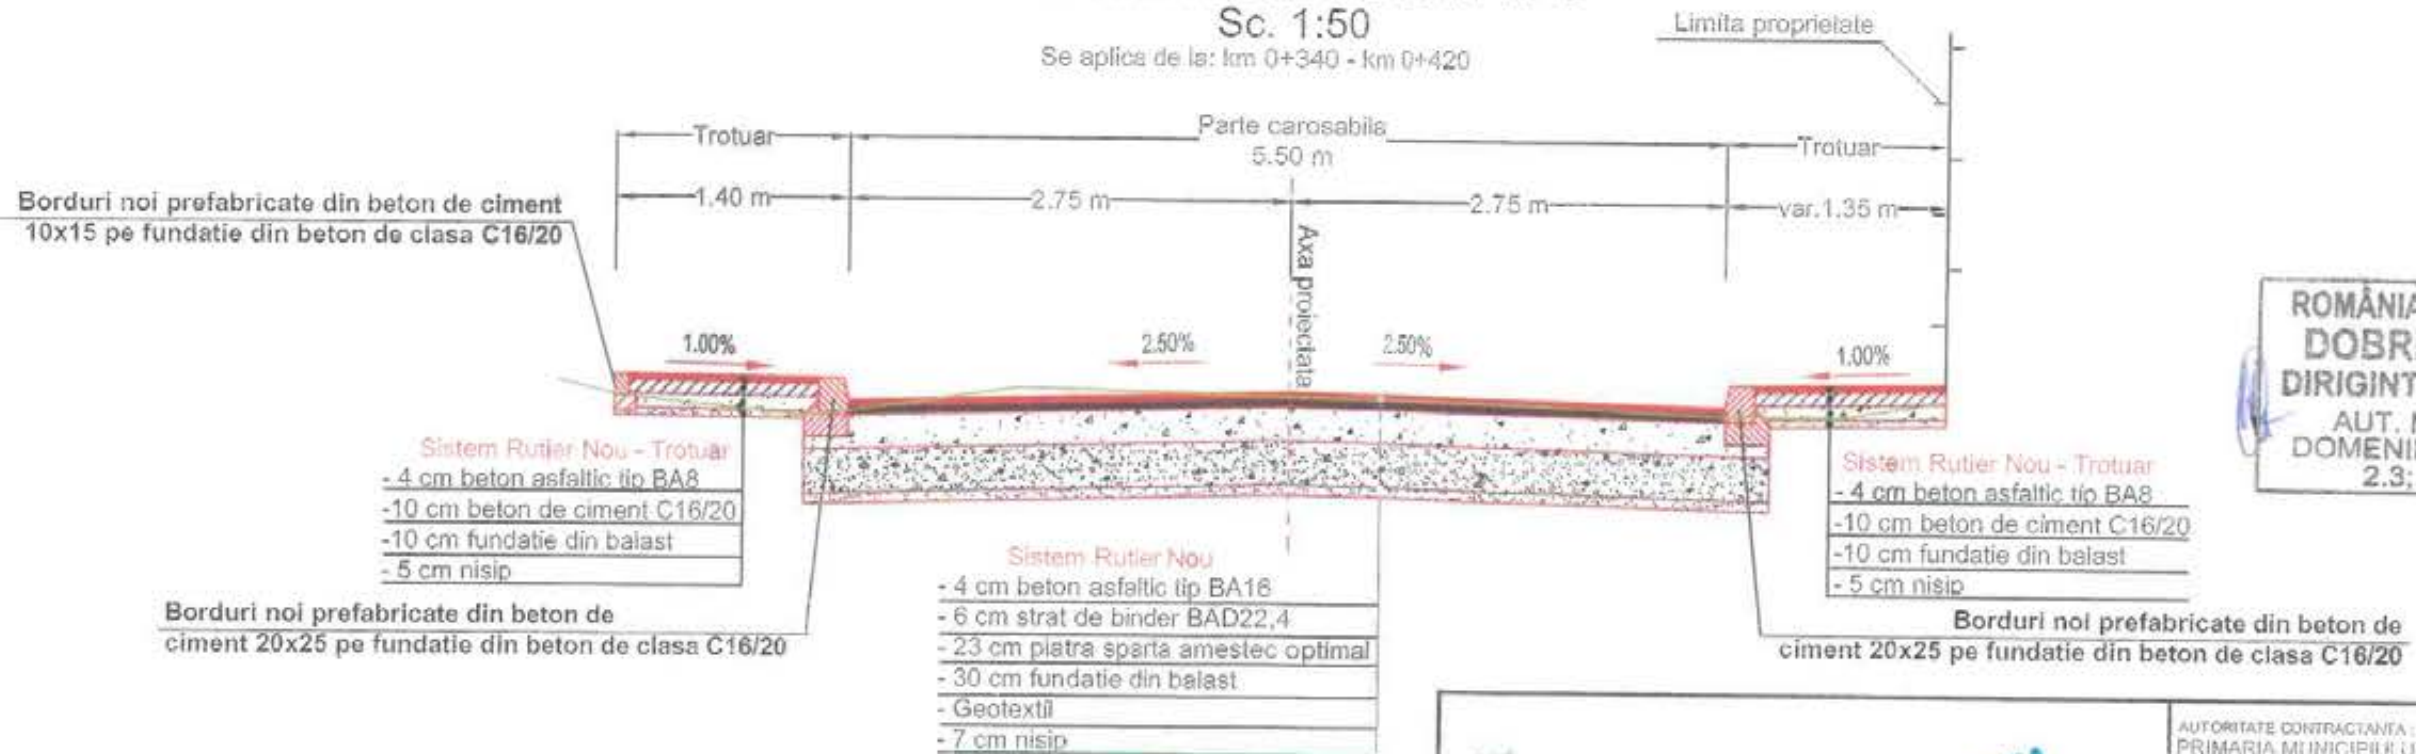 Sc. 1:50
Se aplica de la: km 0+340 - km 0+420
Limita proprietate
Trotuar
Parte carosabila
5.50 m
Trotuar
1.40 m
2.75 m
2.75 m
var.1.35 m
Borduri noi prefabricate din beton de ciment
10x15 pe fundatie din beton de clasa C16/20
Axa proiectata
1.00%
2.50%
2.50%
1.00%
Sistem Rutier Nou - Trotuar
- 4 cm beton asfaltic tip BA8
-10 cm beton de ciment C16/20
-10 cm fundatie din balast
- 5 cm nisip
Borduri noi prefabricate din beton de
ciment 20x25 pe fundatie din beton de clasa C16/20
Sistem Rutier Nou
- 4 cm beton asfaltic tip BA16
- 6 cm strat de binder BAD22,4
- 23 cm piatra sparta amestec optimal
- 30 cm fundatie din balast
- Geotextil
- 7 cm nisip
Sistem Rutier Nou - Trotuar
- 4 cm beton asfaltic tip BA8
-10 cm beton de ciment C16/20
-10 cm fundatie din balast
- 5 cm nisip
Borduri noi prefabricate din beton de
ciment 20x25 pe fundatie din beton de clasa C16/20
ROMÂNIA
DOBR
DIRIGINT
AUT.
DOMENI
2.3;
AUTORITATE CONTRACTANTA :
PRIMARIA MUNICIPIULU